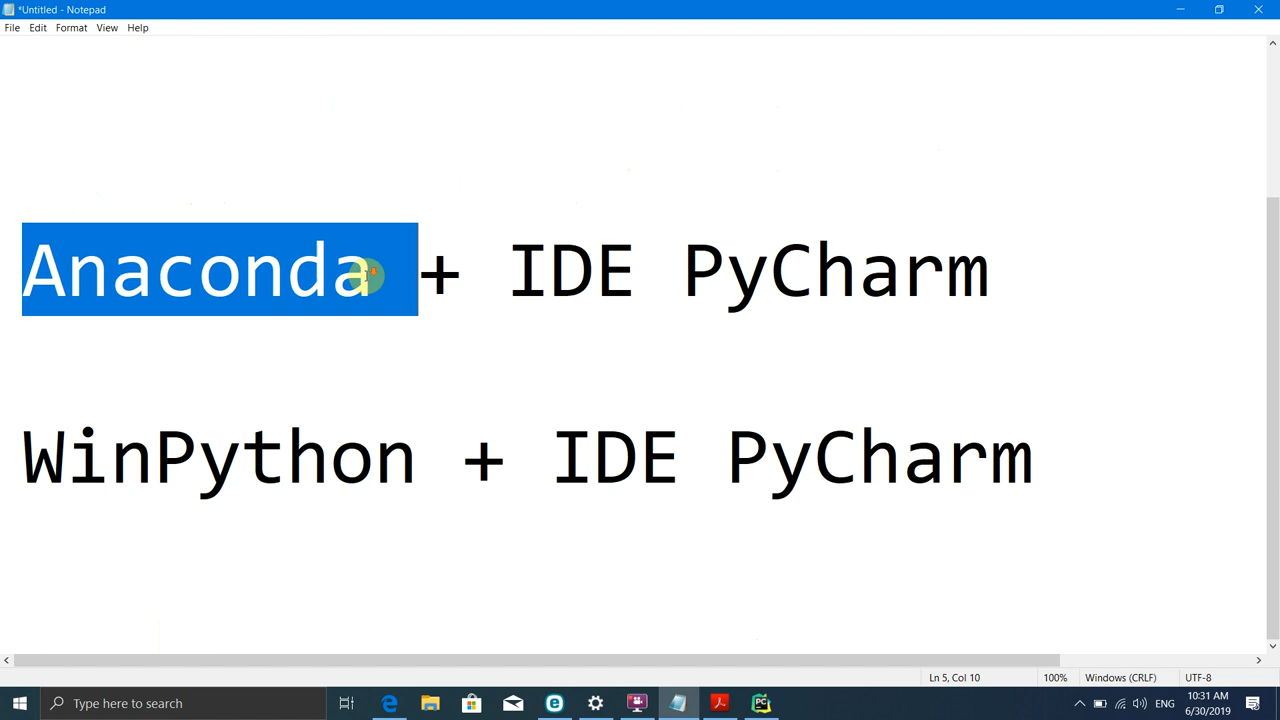 *Untitled - Notepad
File Edit Format View Help
Anaconda + IDE PyCharm
WinPython + IDE PyCharm
Ln 5, Col 10 100% Windows (CRLF) UTF-8
Type here to search
ENG
10:31 AM
6/30/2019